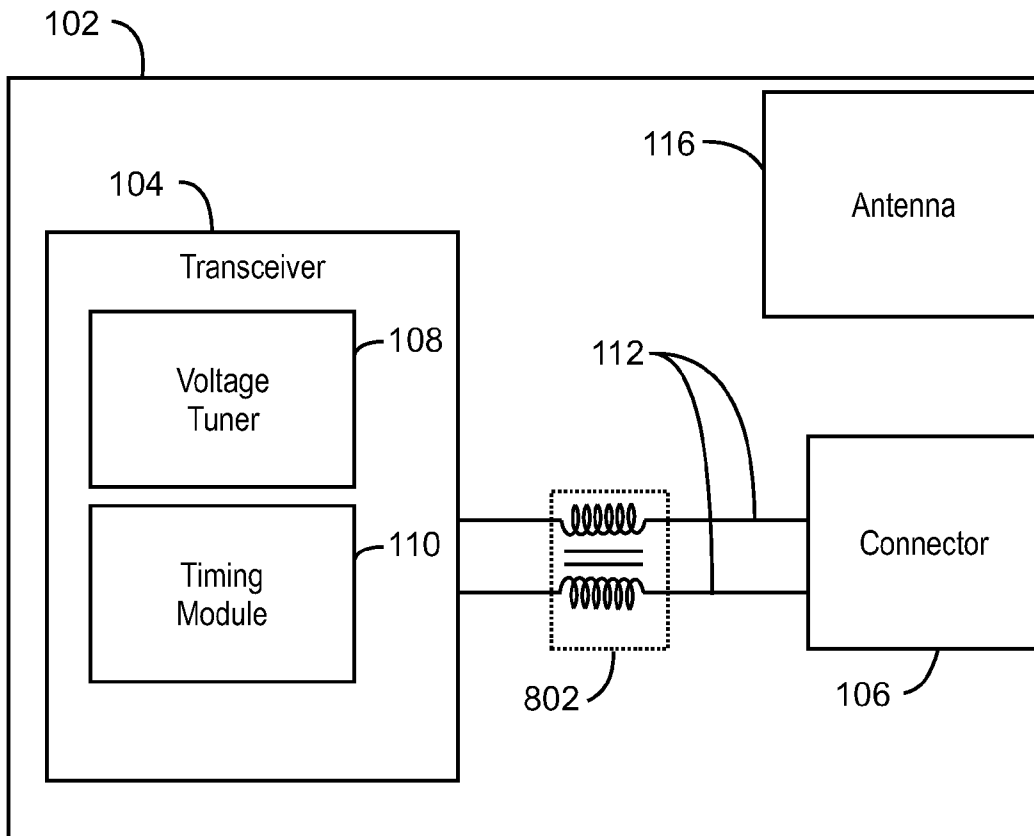 102
116
Antenna
104
Transceiver
108
Voltage
Tuner
112
110
Timing
Module
Connector
802
106